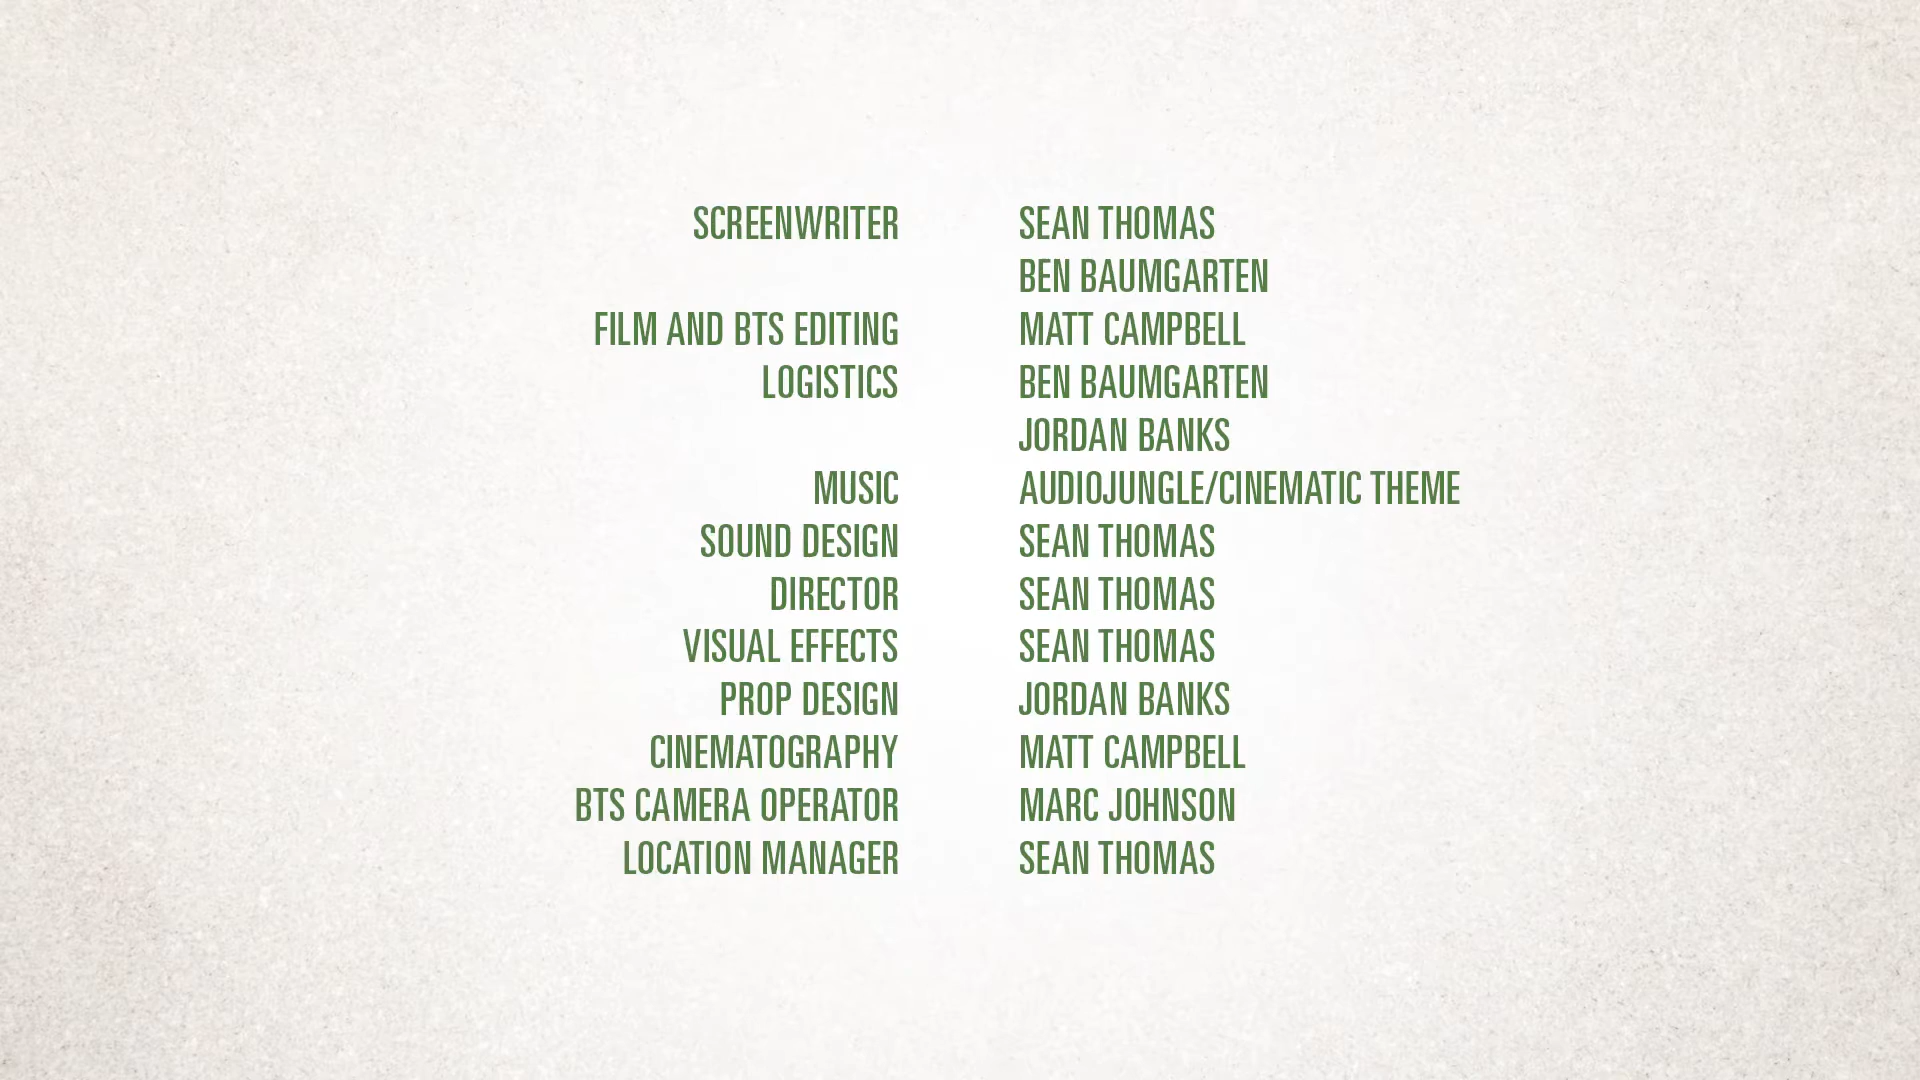 SCREENWRITER SEAN THOMAS
BEN BAUMGARTEN
FILM AND BTS EDITING MATT CAMPBELL
LOGISTICS BEN BAUMGARTEN
JORDAN BANKS
MUSIC AUDIOJUNGLE/CINEMATIC THEME
SOUND DESIGN SEAN THOMAS
DIRECTOR SEAN THOMAS
VISUAL EFFECTS SEAN THOMAS
PROP DESIGN JORDAN BANKS
CINEMATOGRAPHY MATT CAMPBELL
BTS CAMERA OPERATOR MARC JOHNSON
LOCATION MANAGER SEAN THOMAS